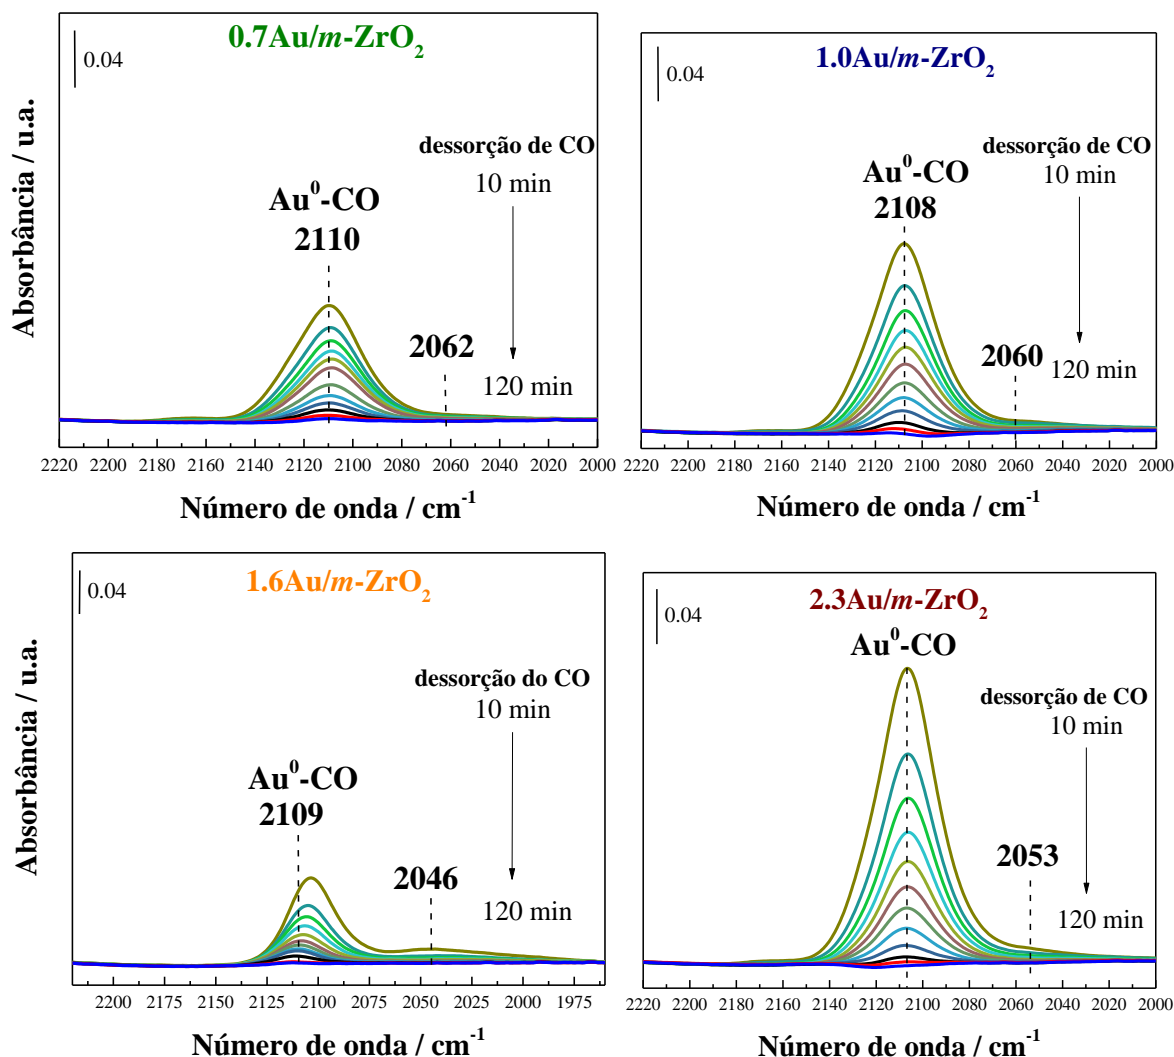 0.7Au/m-ZrO₂
0.04
dessorção de CO
10 min
Au⁰-CO
2110
2062
120 min
Absorbância / u.a.
2220 2200 2180 2160 2140 2120 2100 2080 2060 2040 2020 2000
Número de onda / cm⁻¹
1.0Au/m-ZrO₂
0.04
dessorção de CO
10 min
Au⁰-CO
2108
2060
120 min
2220 2200 2180 2160 2140 2120 2100 2080 2060 2040 2020 2000
Número de onda / cm⁻¹
1.6Au/m-ZrO₂
0.04
dessorção do CO
10 min
Au⁰-CO
2109
2046
120 min
Absorbância / u.a.
2200 2175 2150 2125 2100 2075 2050 2025 2000 1975
Número de onda / cm⁻¹
2.3Au/m-ZrO₂
0.04
Au⁰-CO
dessorção de CO
10 min
2053
120 min
2220 2200 2180 2160 2140 2120 2100 2080 2060 2040 2020 2000
Número de onda / cm⁻¹